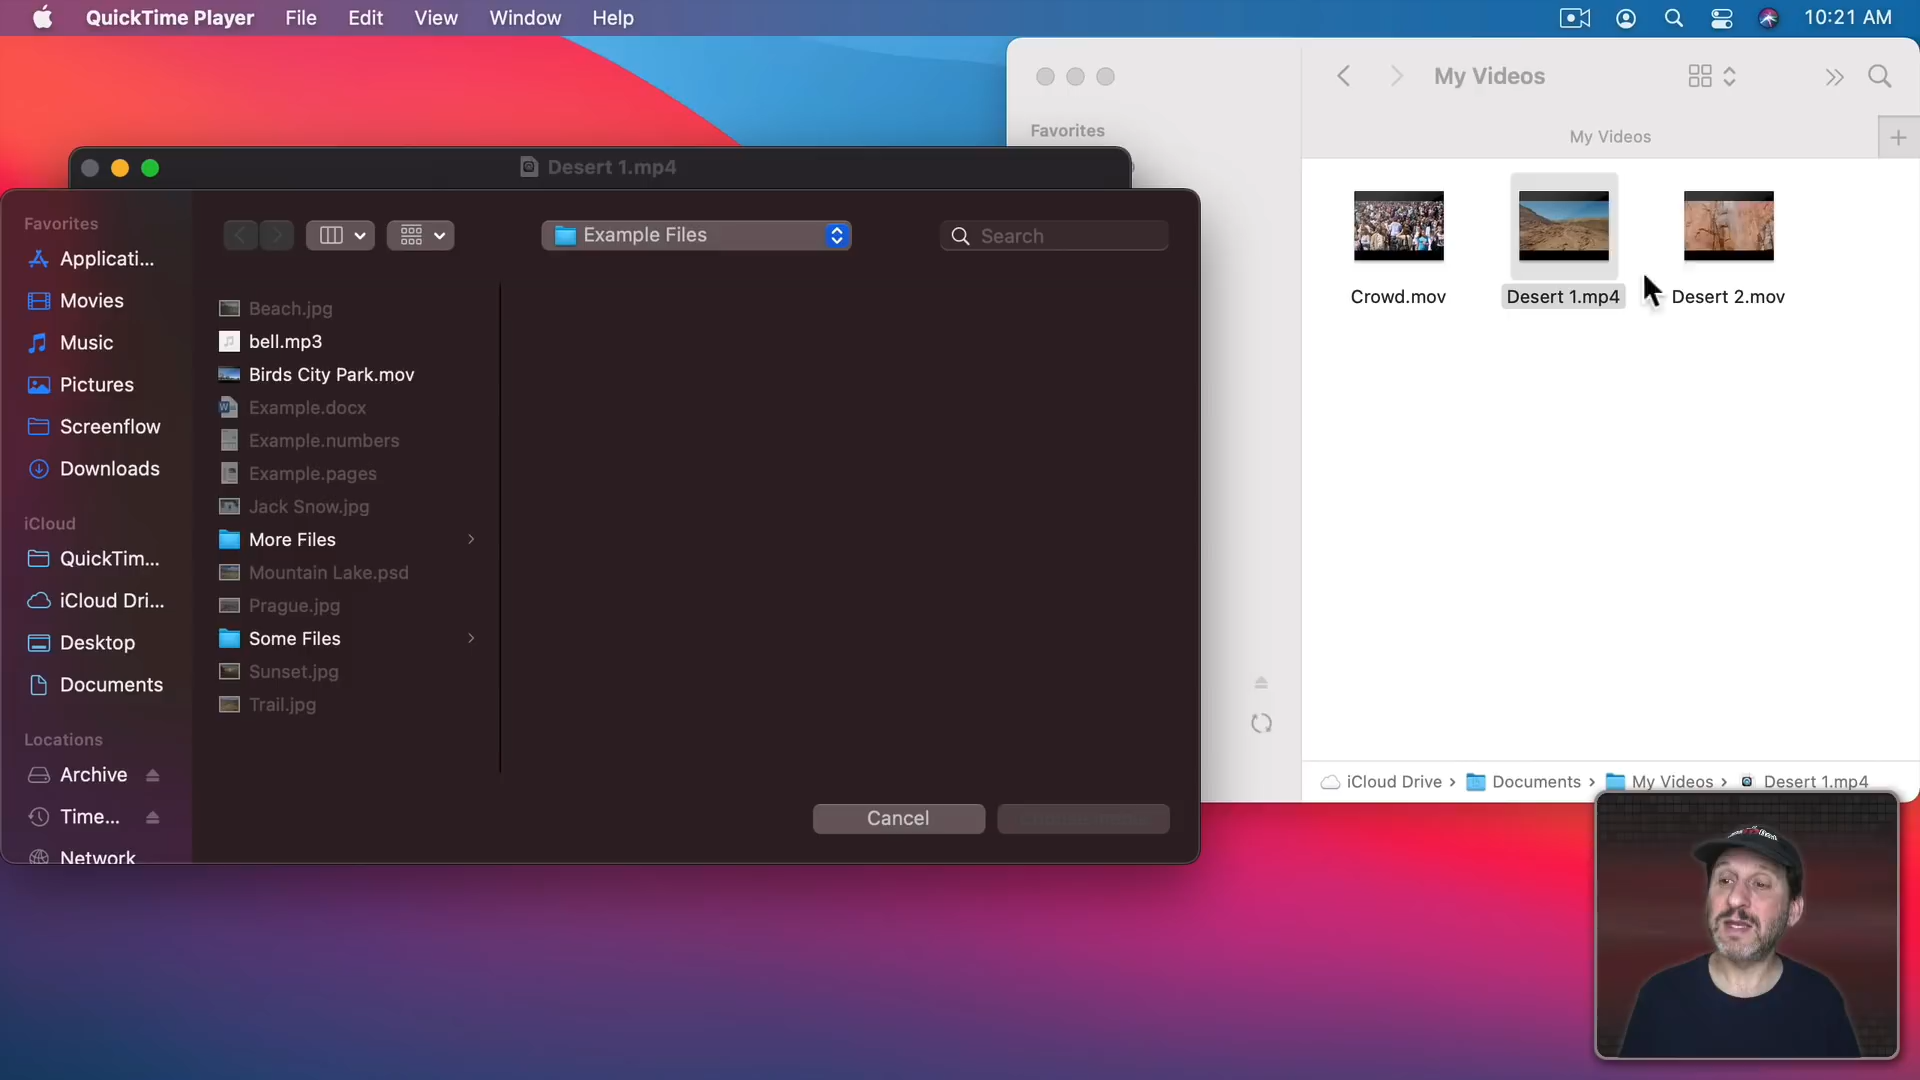 QuickTime Player File Edit View Window Help 10:21 AM
My Videos
Favorites
My Videos
Crowd.mov Desert 1.mp4 Desert 2.mov
iCloud Drive › Documents › My Videos › Desert 1.mp4
Desert 1.mp4
Favorites
Applicati...
Movies
Music
Pictures
Screenflow
Downloads
iCloud
QuickTim...
iCloud Dri...
Desktop
Documents
Locations
Archive
Time...
Network
Example Files
Search
Beach.jpg
bell.mp3
Birds City Park.mov
Example.docx
Example.numbers
Example.pages
Jack Snow.jpg
More Files
Mountain Lake.psd
Prague.jpg
Some Files
Sunset.jpg
Trail.jpg
Cancel